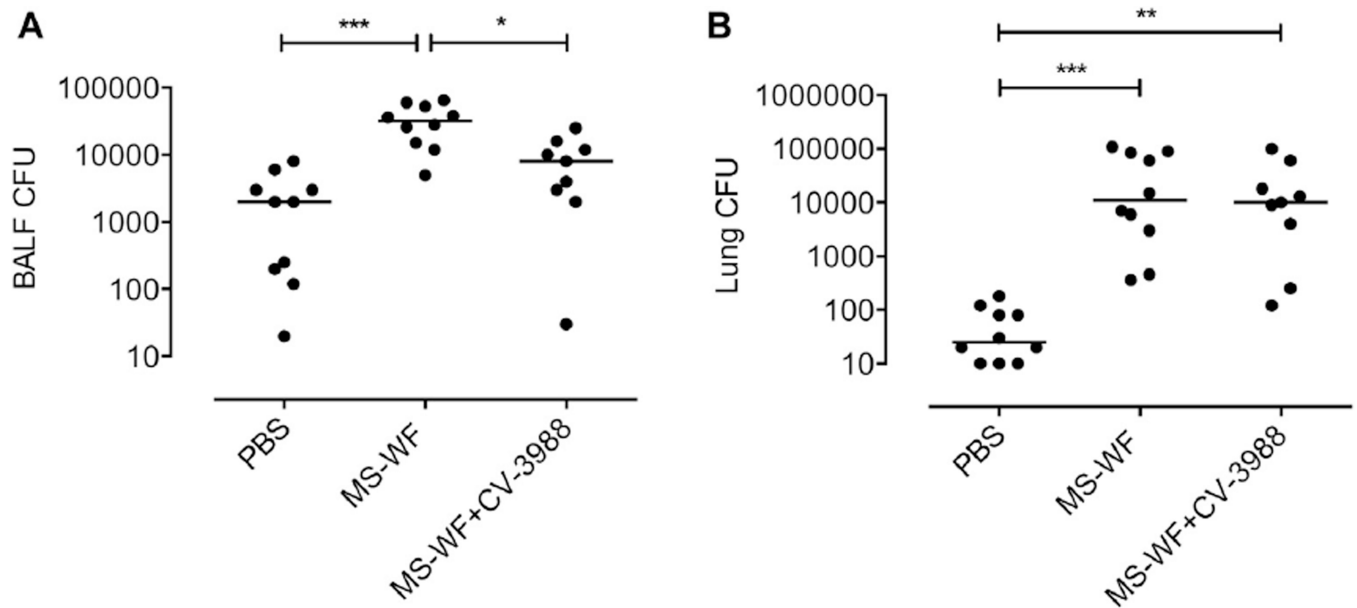 A
***
*
100000
10000
1000
100
10
BALF CFU
PBS
MS-WF
MS-WF+CV-3988
B
**
***
1000000
100000
10000
1000
100
10
Lung CFU
PBS
MS-WF
MS-WF+CV-3988